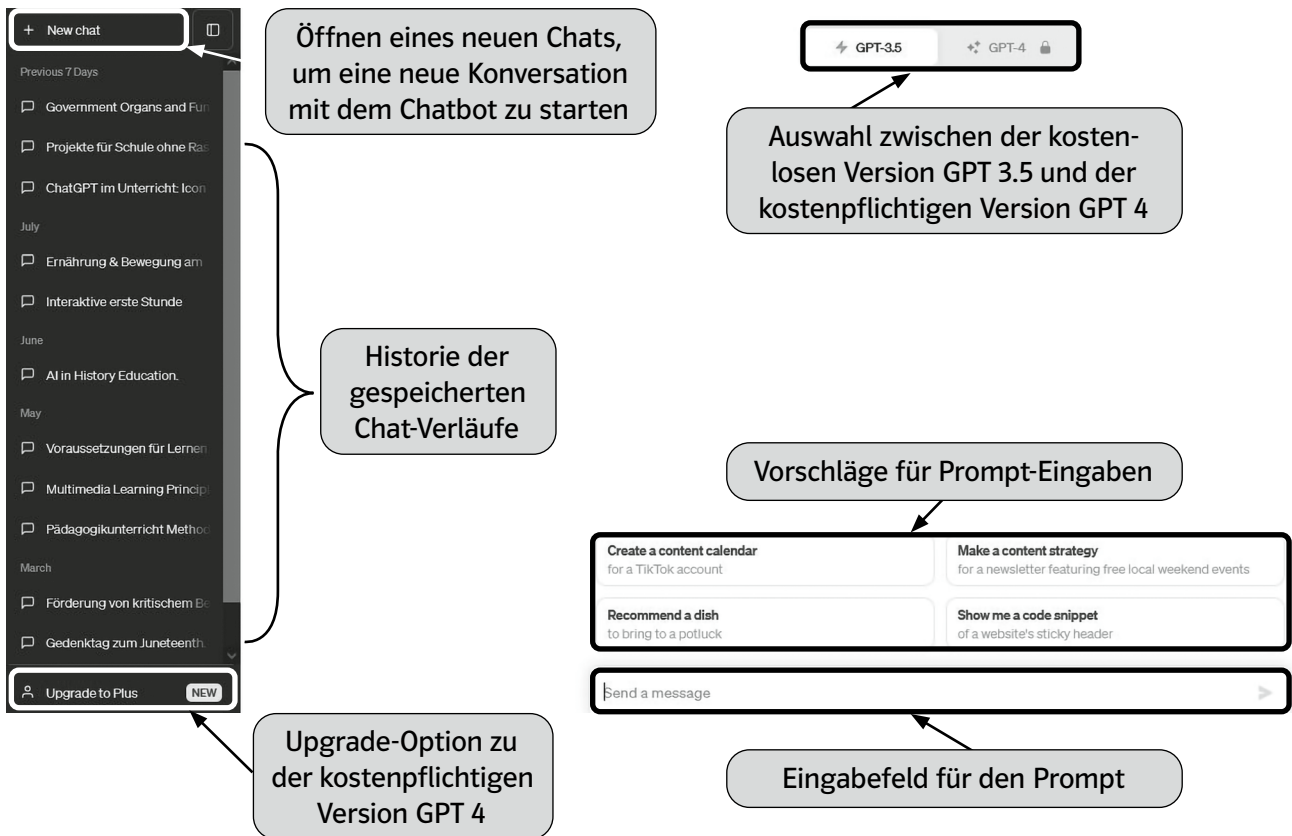 + New chat
Previous 7 Days
Government Organs and Fun
Projekte für Schule ohne Ras
ChatGPT im Unterricht: Icon
July
Ernährung & Bewegung am
Interaktive erste Stunde
June
AI in History Education.
May
Voraussetzungen für Lernen
Multimedia Learning Princip
Pädagogikunterricht Method
March
Förderung von kritischem Be
Gedenktag zum Juneteenth.
Upgrade to Plus NEW
Öffnen eines neuen Chats,
um eine neue Konversation
mit dem Chatbot zu starten
Historie der
gespeicherten
Chat-Verläufe
Upgrade-Option zu
der kostenpflichtigen
Version GPT 4
GPT-3.5 GPT-4
Auswahl zwischen der kosten-
losen Version GPT 3.5 und der
kostenpflichtigen Version GPT 4
Vorschläge für Prompt-Eingaben
Create a content calendar
for a TikTok account
Make a content strategy
for a newsletter featuring free local weekend events
Recommend a dish
to bring to a potluck
Show me a code snippet
of a website's sticky header
Send a message
Eingabefeld für den Prompt